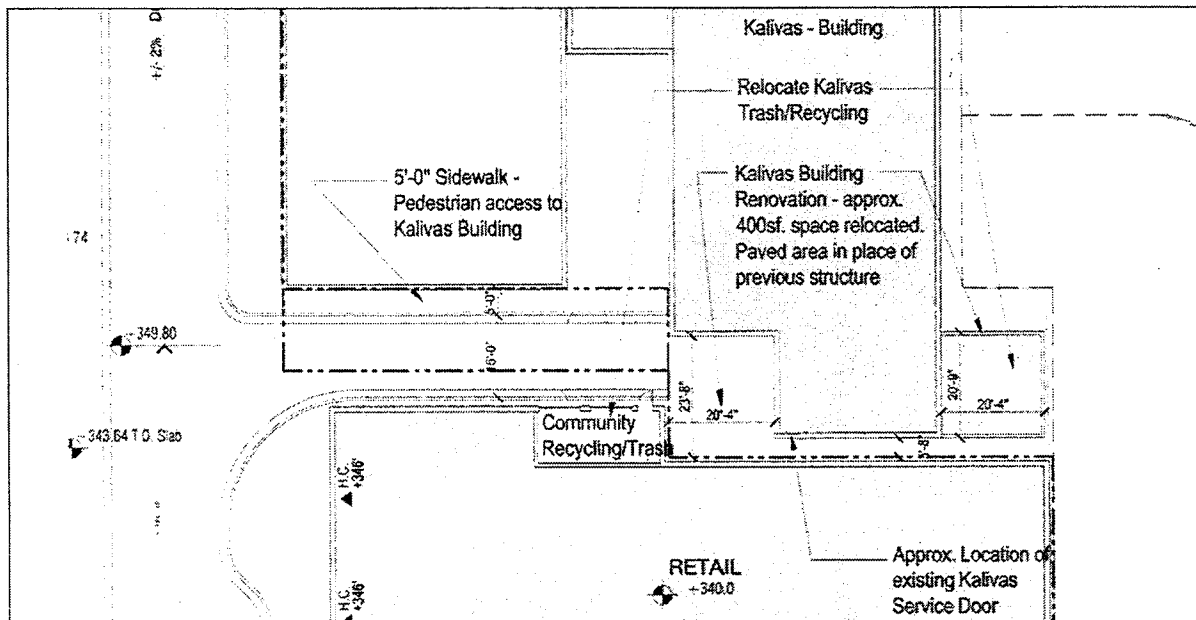 Kalivas - Building
+/- 2%
Relocate Kalivas
Trash/Recycling
5'-0" Sidewalk -
Pedestrian access to
Kalivas Building
Kalivas Building
Renovation - approx.
400sf. space relocated.
Paved area in place of
previous structure
5'-0"
349.80
23'-8"
20'-4"
20'-9"
20'-4"
343.64 T.O. Slab
Community
Recycling/Trash
H.C.
+346'
RETAIL
+340.0
Approx. Location of
existing Kalivas
Service Door
H.C.
+346'